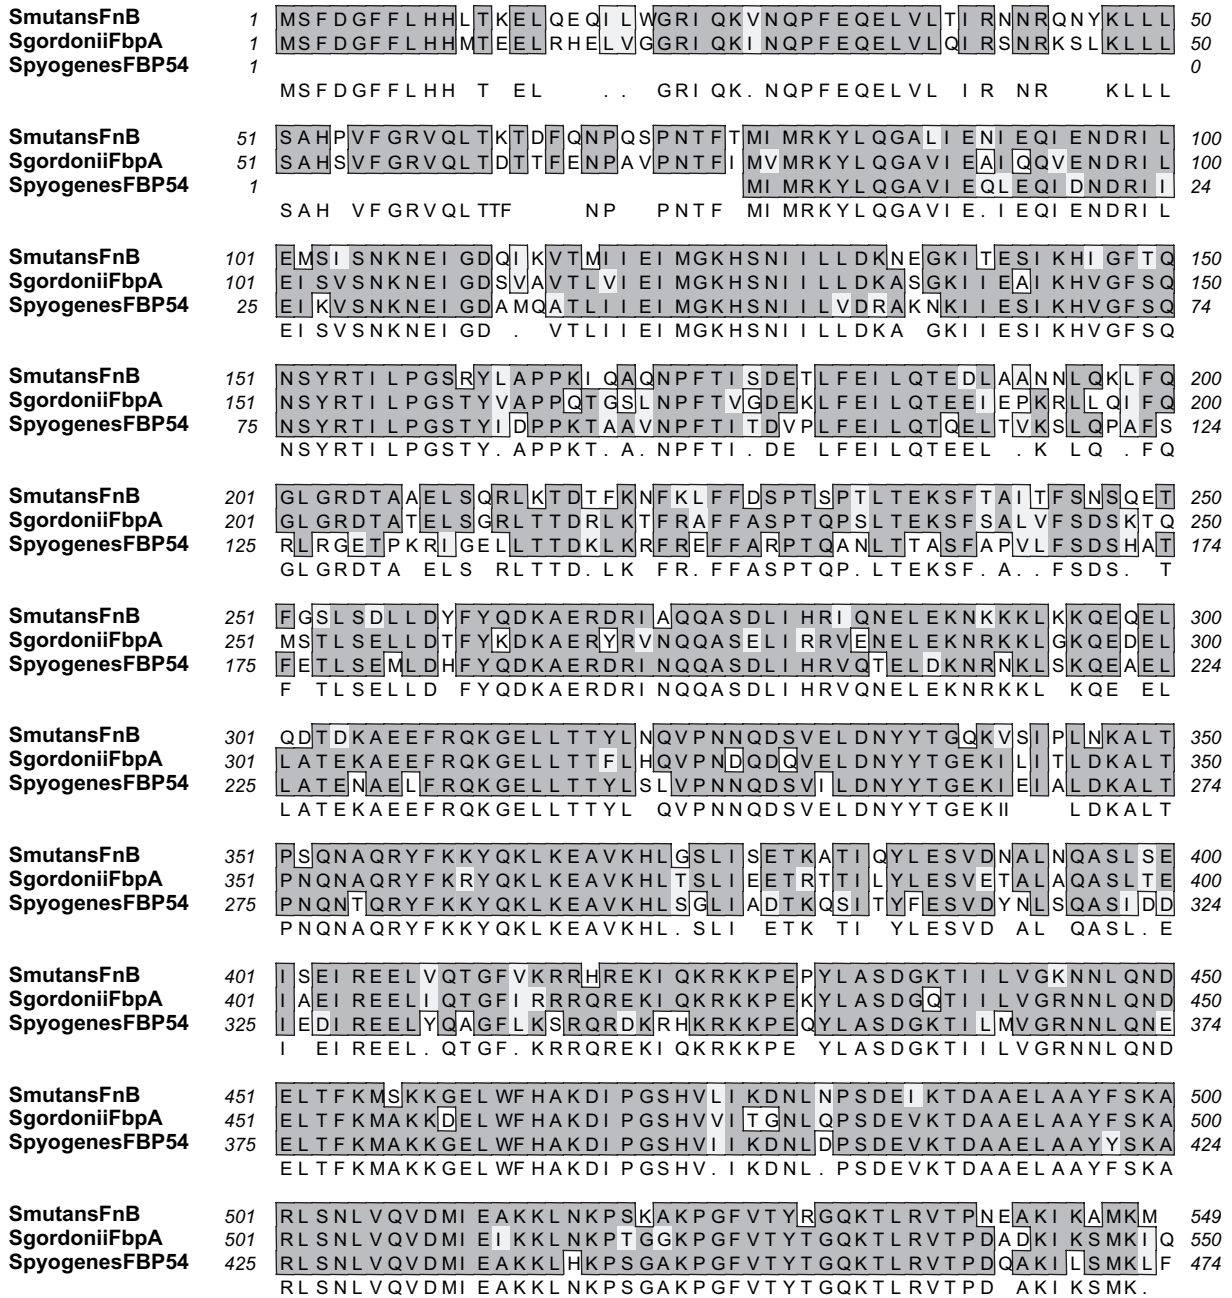 SmutansFnB 1 MSFDGFFLHHLTKELQEQILWGRIQKVNQPFEQELVLTIRNNRQNYKLLL 50
SgordoniiFbpA 1 MSFDGFFLHHMTEELRHELVGGRIQKINQPFEQELVLQIRSNRKSLKLLL 50
SpyogenesFBP54 1 0
MSFDGFFLHH T EL . . GRIQK.NQPFEQELVL IR NR KLLL
SmutansFnB 51 SAHPVFGRVQLTKTDFQNPQSPNTFTMIMRKYLQGALIENIEQIENDRIL 100
SgordoniiFbpA 51 SAHSVFGRVQLTDTTFENPAVPNTFIMVMRKYLQGAVIEAIQQVENDRIL 100
SpyogenesFBP54 1 MIMRKYLQGAVIEQLEQIDNDRII 24
SAH VFGRVQLTTF NP PNTF MIMRKYLQGAVIE.IEQIENDRIL
SmutansFnB 101 EMSISNKNEIGDQIKVTMIIEIMGKHSNIILLDKNEGKITESIKHIGFTQ 150
SgordoniiFbpA 101 EISVSNKNEIGDSVAVTLVIEIMGKHSNIILLDKASGKIIEAIKHVGFSQ 150
SpyogenesFBP54 25 EIKVSNKNEIGDAMQATLIIEIMGKHSNIILVDRAKNKIIESIKHVGFSQ 74
EISVSNKNEIGD . VTLIIEIMGKHSNIILLDKA GKIIESIKHVGFSQ
SmutansFnB 151 NSYRTILPGSRYLAPPKIQAQNPFTISDETLFEILQTEDLAANNLQKLFQ 200
SgordoniiFbpA 151 NSYRTILPGSTYVAPPQTGSLNPFTVGDEKLFEILQTEEIEPKRLLQIFQ 200
SpyogenesFBP54 75 NSYRTILPGSTYIDPPKTAAVNPFTITDVPLFEILQTQELTVKSLQPAFS 124
NSYRTILPGSTY.APPKT.A.NPFTI.DE LFEILQTEEL .K LQ .FQ
SmutansFnB 201 GLGRDTAAELSQRLKTDTFKNFKLFFDSPTSPTLTEKSFTAITFSNSQET 250
SgordoniiFbpA 201 GLGRDTATELSGRLTTDRLKTFRAFFASPTQPSLTEKSFSALVFSDSKTQ 250
SpyogenesFBP54 125 RLRGETPKRIGELLTTDKLKRFREFFARPTQANLTTASFAPVLFSDSHAT 174
GLGRDTA ELS RLTTD.LK FR.FFASPTQP.LTEKSF.A..FSDS. T
SmutansFnB 251 FGSLSDLLDYFYQDKAERDRIAQQASDLIHRIQNELEKNKKKLKKQEQEL 300
SgordoniiFbpA 251 MSTLSELLDTFYKDKAERYRVNQQASELIRRVENELEKNRKKLGKQEDEL 300
SpyogenesFBP54 175 FETLSEMLDHFYQDKAERDRINQQASDLIHRVQTELDKNRNKLSKQEAEL 224
F TLSELLD FYQDKAERDRINQQASDLIHRVQNELEKNRKKL KQE EL
SmutansFnB 301 QDTDKAEEFRQKGELLTTYLNQVPNNQDSVELDNYYTGQKVSIPLNKALT 350
SgordoniiFbpA 301 LATEKAEEFRQKGELLTTFLHQVPNDQDQVELDNYYTGEKILITLDKALT 350
SpyogenesFBP54 225 LATENAELFRQKGELLTTYLSLVPNNQDSVILDNYYTGEKIEIALDKALT 274
LATEKAEEFRQKGELLTTYL QVPNNQDSVELDNYYTGEKII LDKALT
SmutansFnB 351 PSQNAQRYFKKYQKLKEAVKHLGSLISETKATIQYLESVDNALNQASLSE 400
SgordoniiFbpA 351 PNQNAQRYFKRYQKLKEAVKHLTSLIEETRTTILYLESVETALAQASLTE 400
SpyogenesFBP54 275 PNQNTQRYFKKYQKLKEAVKHLSGLIADTKQSITYFESVDYNLSQASIDD 324
PNQNAQRYFKKYQKLKEAVKHL.SLI ETK TI YLESVD AL QASL.E
SmutansFnB 401 ISEIREELVQTGFVKRRHREKIQKRKKPEPYLASDGKTIILVGKNNLQND 450
SgordoniiFbpA 401 IAEIREELIQTGFIRRRQREKIQKRKKPEKYLASDGQTIILVGRNNLQND 450
SpyogenesFBP54 325 IEDIREELYQAGFLKSRQRDKRHKRKKPEQYLASDGKTILMVGRNNLQNE 374
I EIREEL.QTGF.KRRQREKIQKRKKPE YLASDGKTIILVGRNNLQND
SmutansFnB 451 ELTFKMSKKGELWFHAKDIPGSHVLIKDNLNPSDEIKTDAAELAAYFSKA 500
SgordoniiFbpA 451 ELTFKMAKKDELWFHAKDIPGSHVVITGNLQPSDEVKTDAAELAAYFSKA 500
SpyogenesFBP54 375 ELTFKMAKKGELWFHAKDIPGSHVIIKDNLDPSDEVKTDAAELAAYYSKA 424
ELTFKMAKKGELWFHAKDIPGSHV.IKDNL.PSDEVKTDAAELAAYFSKA
SmutansFnB 501 RLSNLVQVDMIEAKKLNKPSKAKPGFVTYRGQKTLRVTPNEAKIKAMKM 549
SgordoniiFbpA 501 RLSNLVQVDMIEIKKLNKPTGGKPGFVTYTGQKTLRVTPDADKIKSMKIQ 550
SpyogenesFBP54 425 RLSNLVQVDMIEAKKLHKPSGAKPGFVTYTGQKTLRVTPDQAKILSMKLF 474
RLSNLVQVDMIEAKKLNKPSGAKPGFVTYTGQKTLRVTPD AKIKSMK.